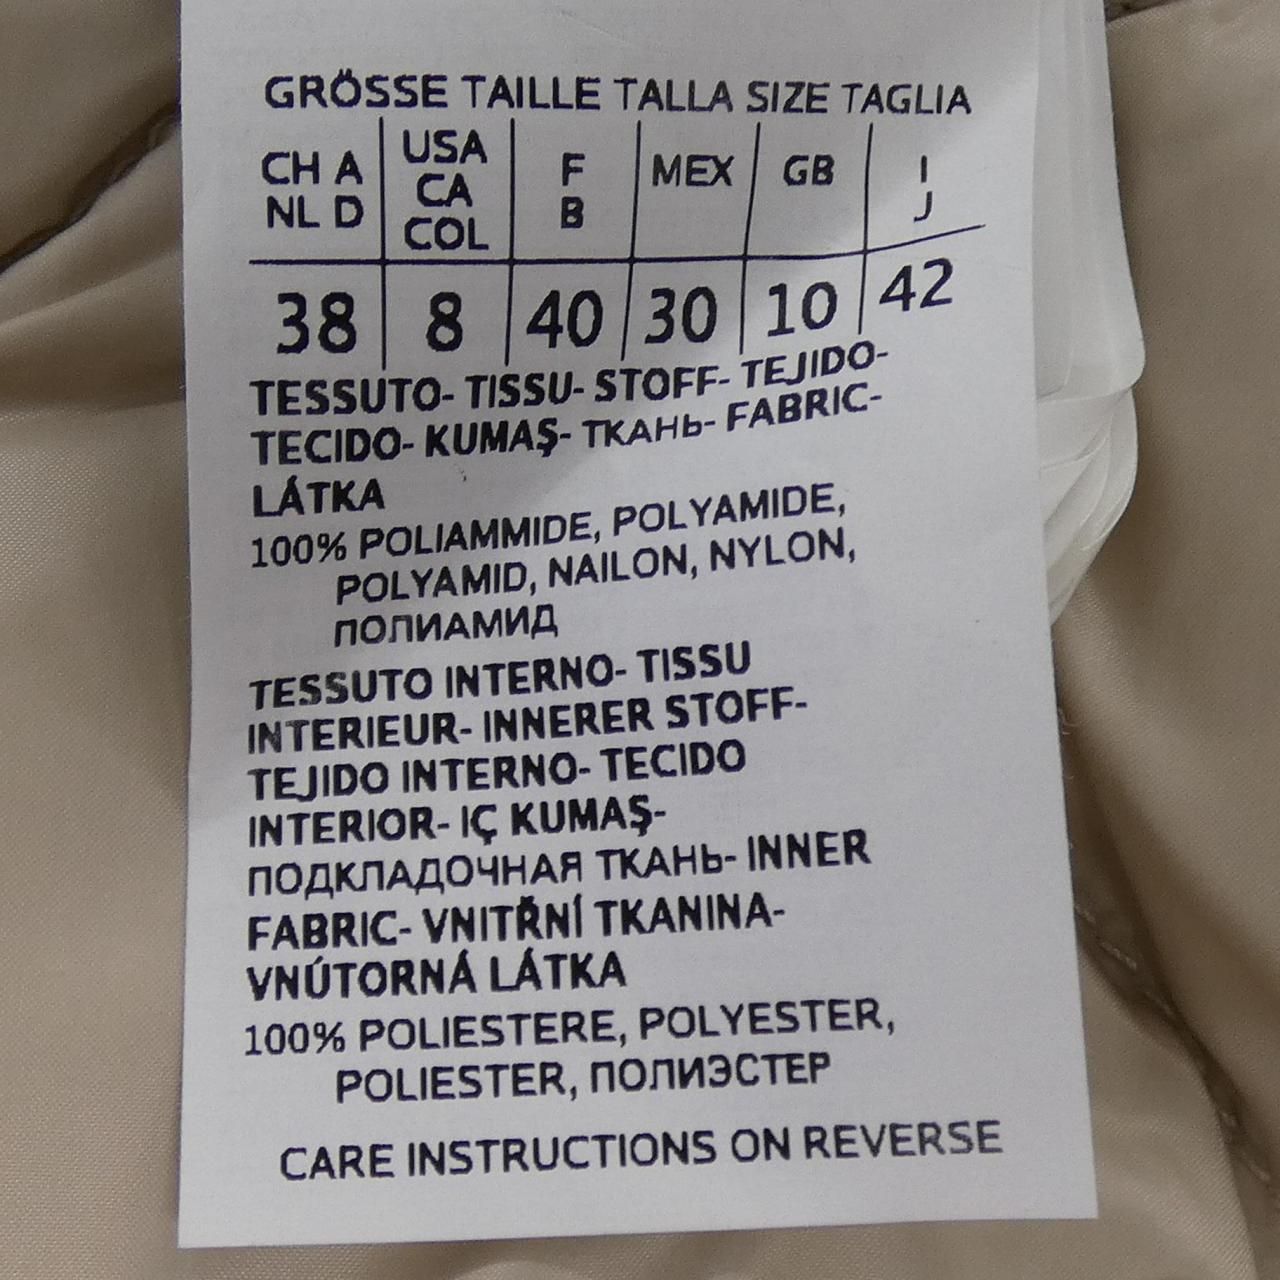 GRÖSSE TAILLE TALLA SIZE TAGLIA
CH A USA F MEX GB I
NL D CA B J
COL
38 8 40 30 10 42
TESSUTO- TISSU- STOFF- TEJIDO-
TECIDO- KUMAŞ- ТКАНЬ- FABRIC-
LÁTKA
100% POLIAMMIDE, POLYAMIDE,
POLYAMID, NAILON, NYLON,
ПОЛИАМИД
TESSUTO INTERNO- TISSU
INTERIEUR- INNERER STOFF-
TEJIDO INTERNO- TECIDO
INTERIOR- IÇ KUMAŞ-
ПОДКЛАДОЧНАЯ ТКАНЬ- INNER
FABRIC- VNITŘNÍ TKANINA-
VNÚTORNÁ LÁTKA
100% POLIESTERE, POLYESTER,
POLIESTER, ПОЛИЭСТЕР
CARE INSTRUCTIONS ON REVERSE